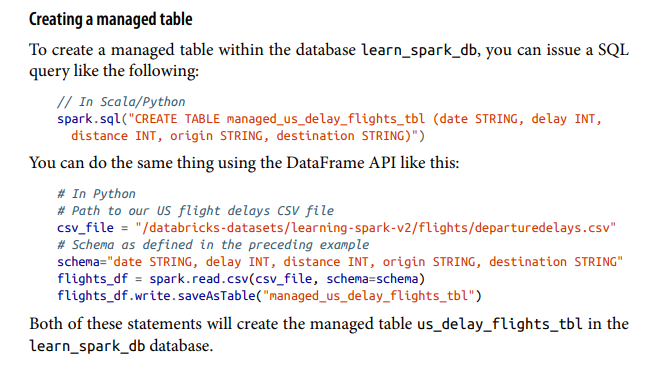 Creating a managed table
To create a managed table within the database learn_spark_db, you can issue a SQL
query like the following:
// In Scala/Python
spark.sql("CREATE TABLE managed_us_delay_flights_tbl (date STRING, delay INT,
distance INT, origin STRING, destination STRING)")
You can do the same thing using the DataFrame API like this:
# In Python
# Path to our US flight delays CSV file
csv_file = "/databricks-datasets/learning-spark-v2/flights/departuredelays.csv"
# Schema as defined in the preceding example
schema="date STRING, delay INT, distance INT, origin STRING, destination STRING"
flights_df = spark.read.csv(csv_file, schema=schema)
flights_df.write.saveAsTable("managed_us_delay_flights_tbl")
Both of these statements will create the managed table us_delay_flights_tbl in the
learn_spark_db database.